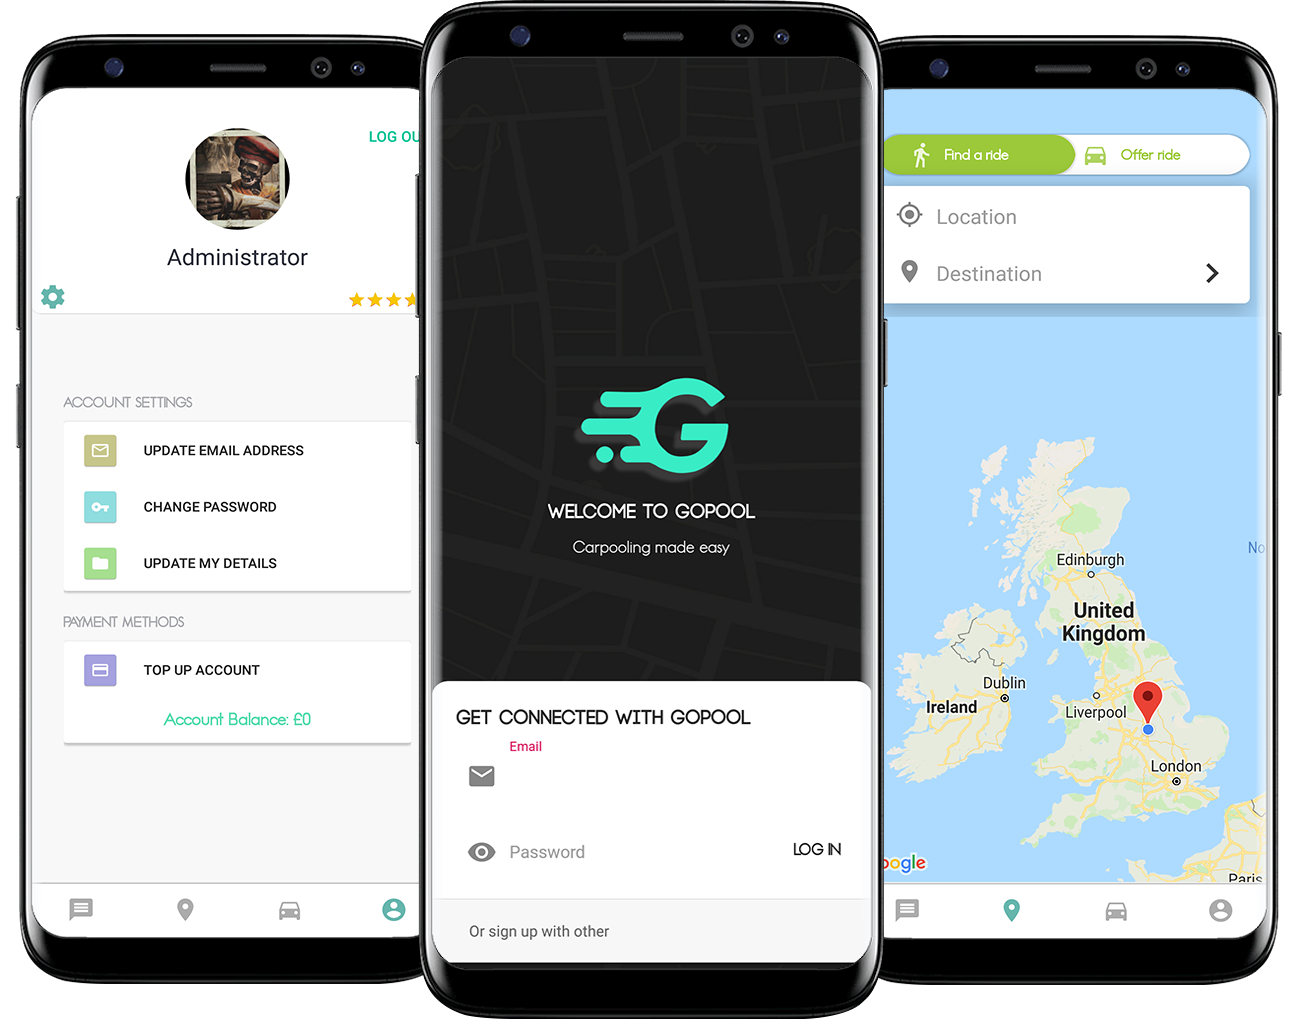 LOG OU
Administrator
ACCOUNT SETTINGS
UPDATE EMAIL ADDRESS
CHANGE PASSWORD
UPDATE MY DETAILS
PAYMENT METHODS
TOP UP ACCOUNT
Account Balance: £0
WELCOME TO GOPOOL
Carpooling made easy
GET CONNECTED WITH GOPOOL
Email
Password
LOG IN
Or sign up with other
Find a ride
Offer ride
Location
Destination
No
Edinburgh
United
Kingdom
Dublin
Ireland
Liverpool
London
oogle
Paris